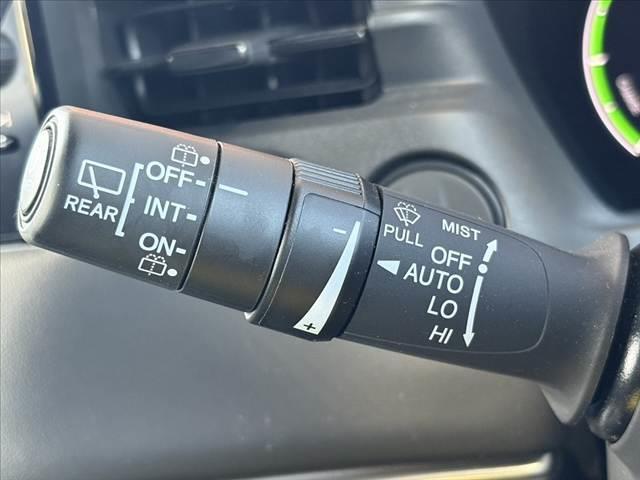 REAR
OFF
INT
ON
−
+
PULL
MIST
OFF
AUTO
LO
HI